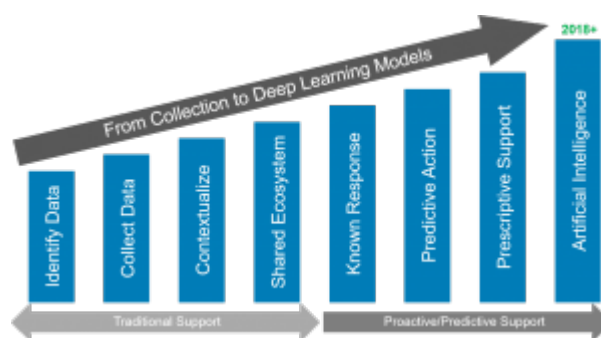 2018+
From Collection to Deep Learning Models
Identify Data
Collect Data
Contextualize
Shared Ecosystem
Known Response
Predictive Action
Prescriptive Support
Artificial Intelligence
Traditional Support
Proactive/Predictive Support